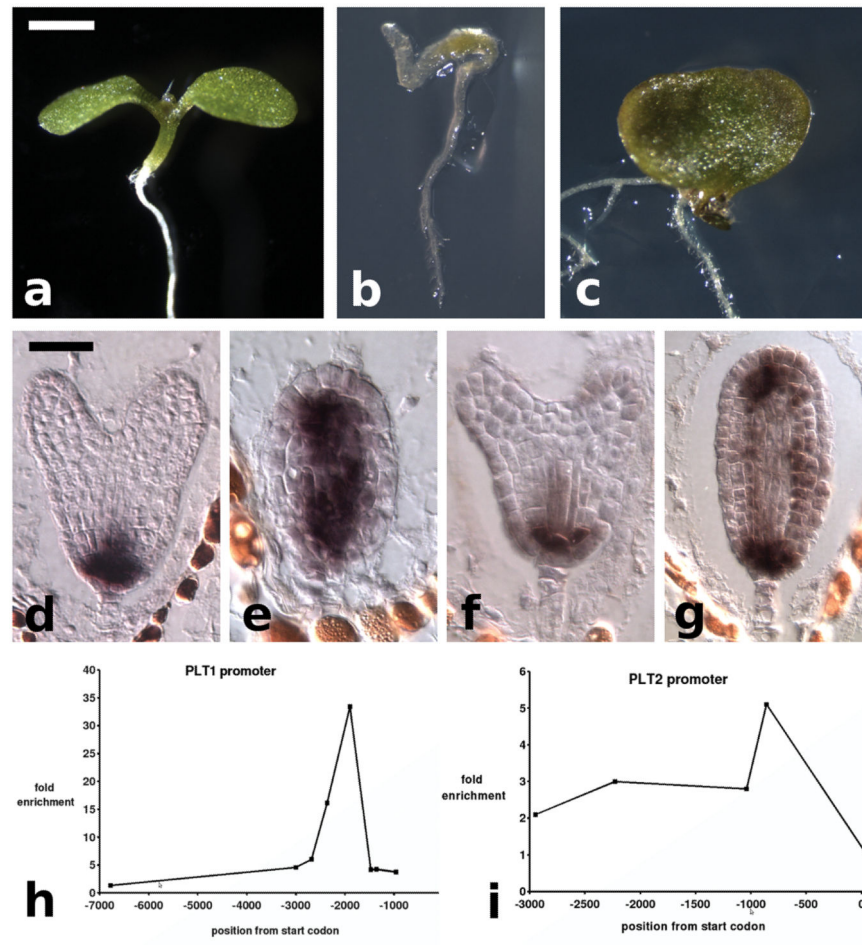 a
b
c
d
e
f
g
PLT1 promoter
40
35
30
25
20
15
10
5
0
fold
enrichment
-7000 -6000 -5000 -4000 -3000 -2000 -1000
position from start codon
h
PLT2 promoter
6
5
4
3
2
1
0
fold
enrichment
-3000 -2500 -2000 -1500 -1000 -500 0
position from start codon
i